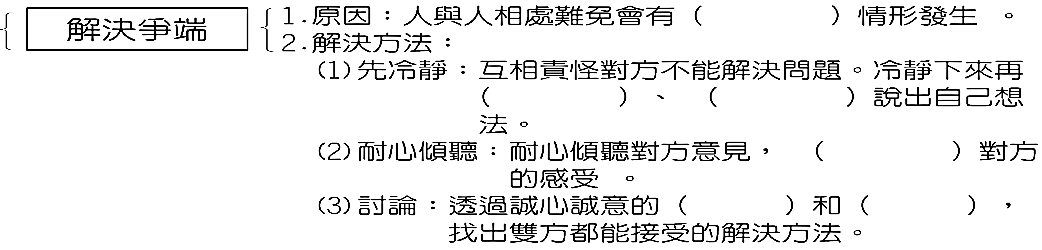 解決爭端
1.原因：人與人相處難免會有（　　　　）情形發生 。
2.解決方法：
(1)先冷靜：互相責怪對方不能解決問題。冷靜下來再
（　　　　）、（　　　　）說出自己想
法。
(2)耐心傾聽：耐心傾聽對方意見，（　　　　）對方
的感受 。
(3)討論：透過誠心誠意的（　　　）和（　　　），
找出雙方都能接受的解決方法。